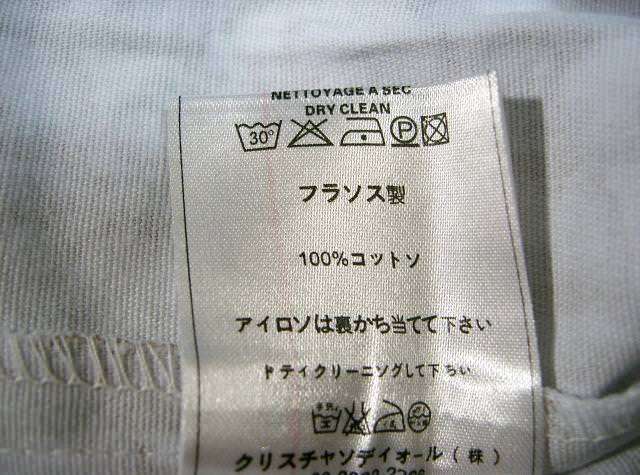 NETTOYAGE A SEC
DRY CLEAN
30° P
フラソス製
100%コットソ
アイロソは裏かち当てて下さい
ドテイクリーニソグして下ちい
クリスチャソデイオール(株)